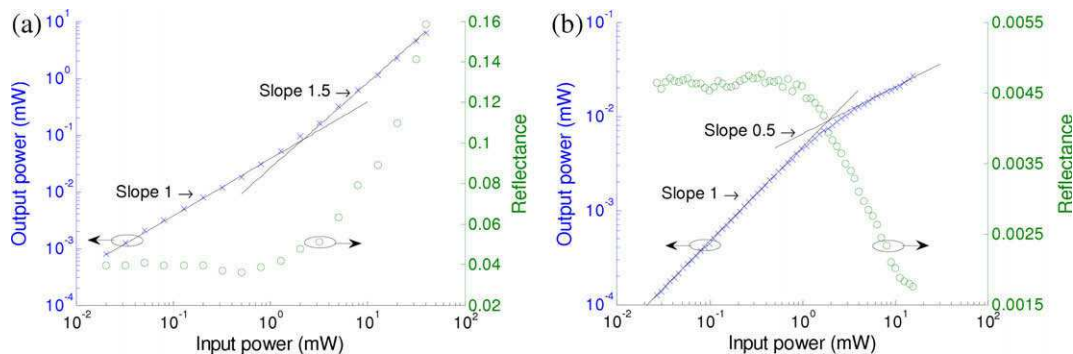 (a)
10^1
10^0
10^-1
10^-2
10^-3
10^-4
Output power (mW)
Slope 1.5 →
Slope 1 →
0.16
0.14
0.12
0.10
0.08
0.06
0.04
0.02
Reflectance
10^-2
10^-1
10^0
10^1
10^2
Input power (mW)
(b)
10^-1
10^-2
10^-1
10^-4
Output power (mW)
Slope 0.5 →
Slope 1 →
0.0055
0.0045
0.0035
0.0025
0.0015
Reflectance
10^-2
10^-1
10^0
10^1
10^2
Input power (mW)